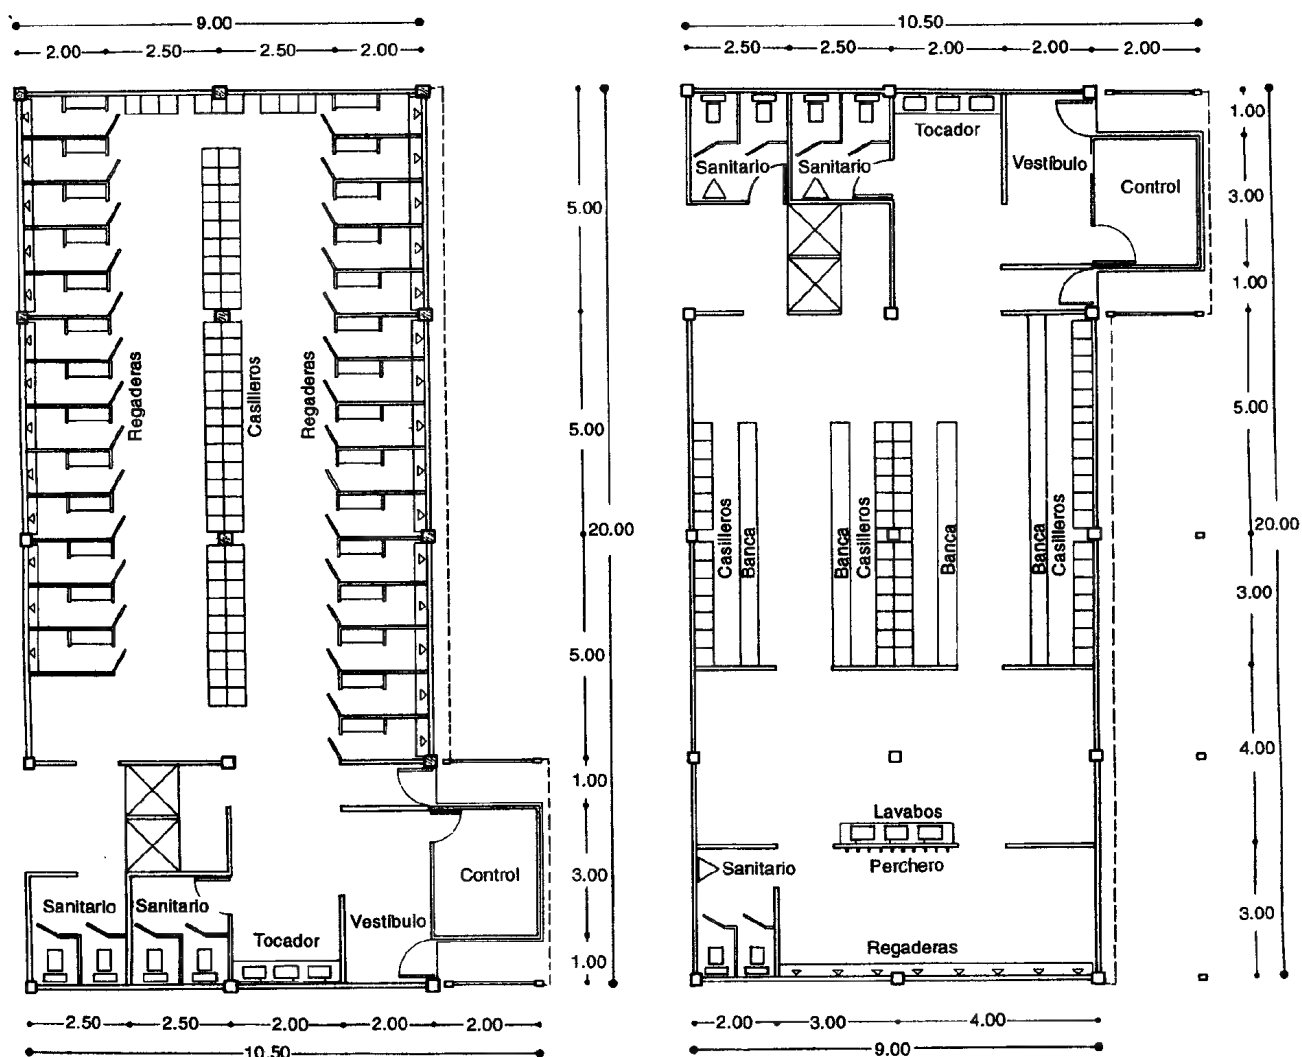 9.00
2.00 2.50 2.50 2.00
5.00
Regaderas
Casilleros
Regaderas
5.00
20.00
5.00
1.00
Control
3.00
Sanitario
Sanitario
Vestíbulo
Tocador
1.00
2.50 2.50 2.00 2.00 2.00
10.50
10.50
2.50 2.50 2.00 2.00 2.00
1.00
Tocador
Sanitario
Sanitario
Vestíbulo
Control
3.00
1.00
5.00
Casilleros
Banca
Banca
Casilleros
Banca
Banca
Casilleros
20.00
3.00
4.00
Lavabos
Sanitario
Perchero
3.00
Regaderas
2.00 3.00 4.00
9.00